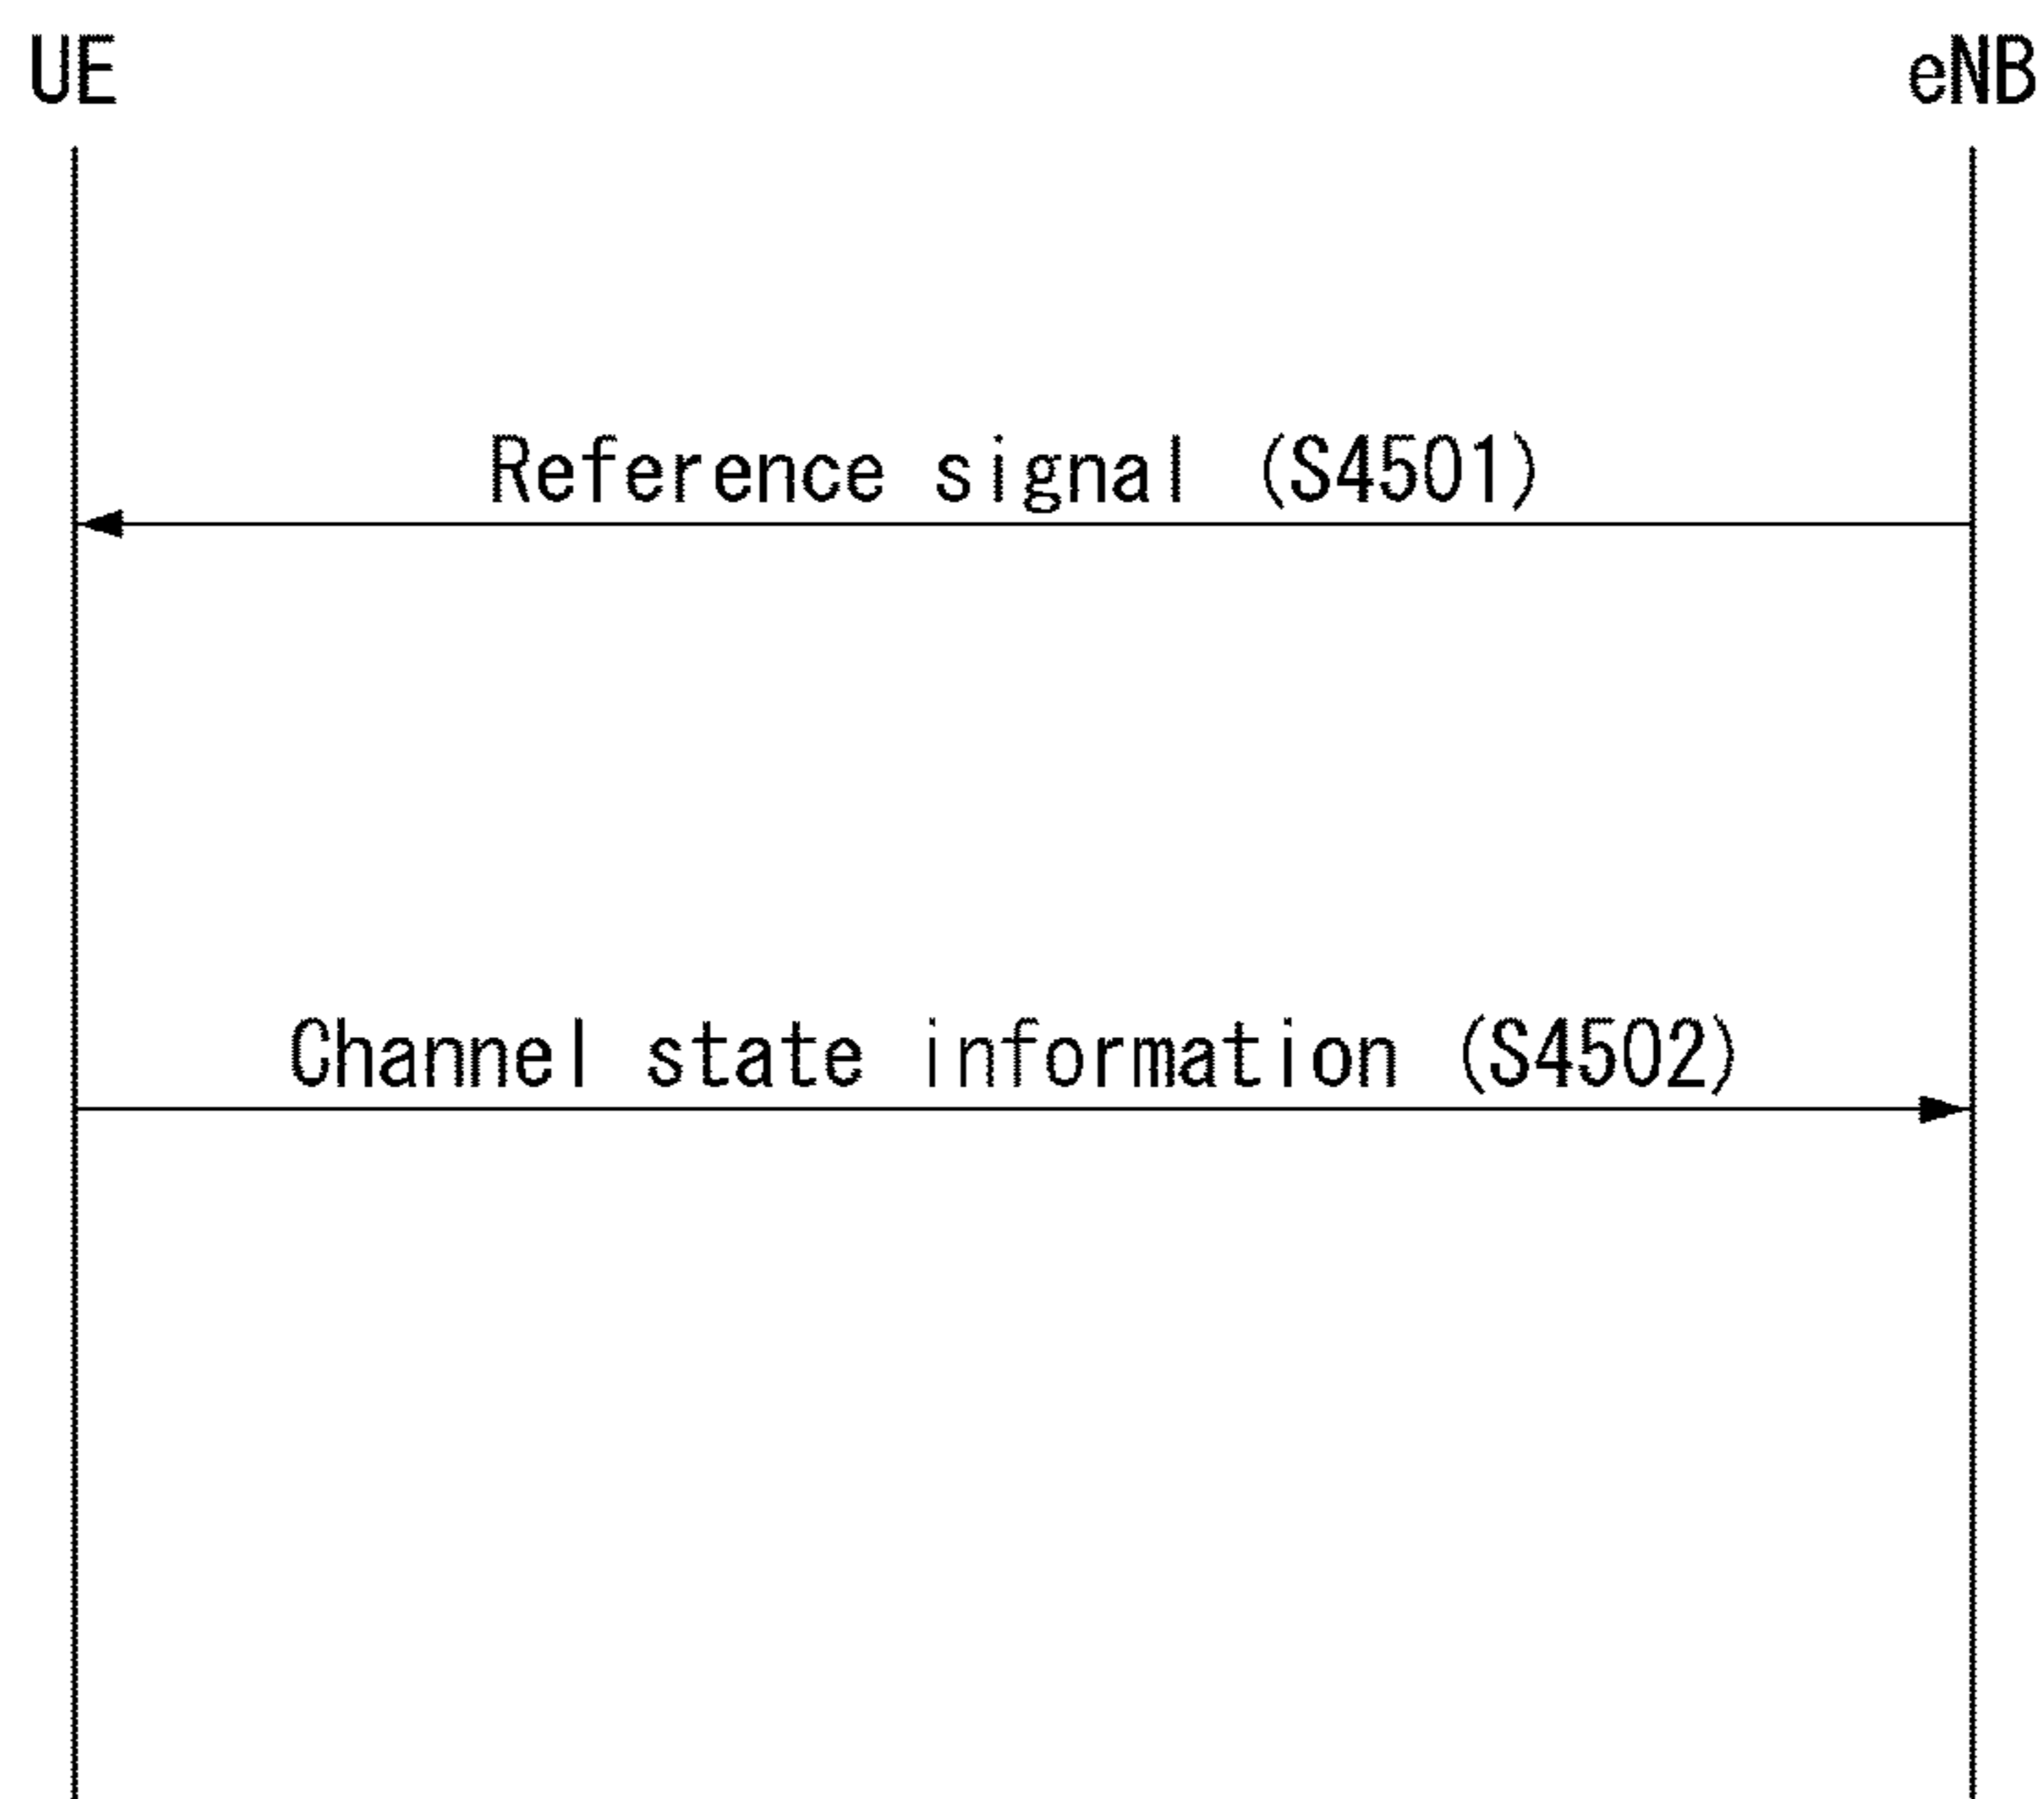 UE eNB
Reference signal (S4501)
Channel state information (S4502)